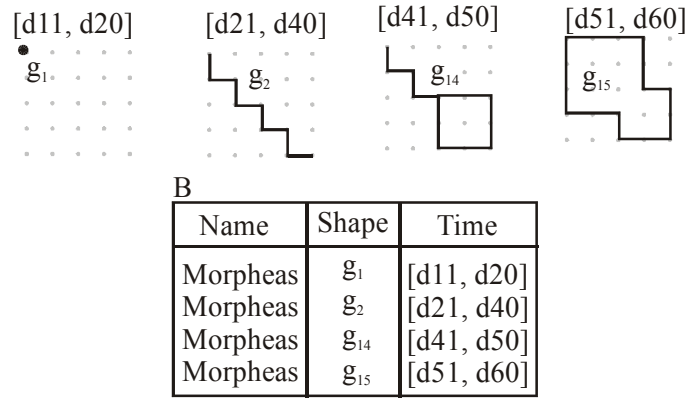 [d11, d20] [d21, d40] [d41, d50] [d51, d60]
g₁ g₂ g₁₄ g₁₅
B
Name Shape Time
Morpheas g₁ [d11, d20]
Morpheas g₂ [d21, d40]
Morpheas g₁₄ [d41, d50]
Morpheas g₁₅ [d51, d60]